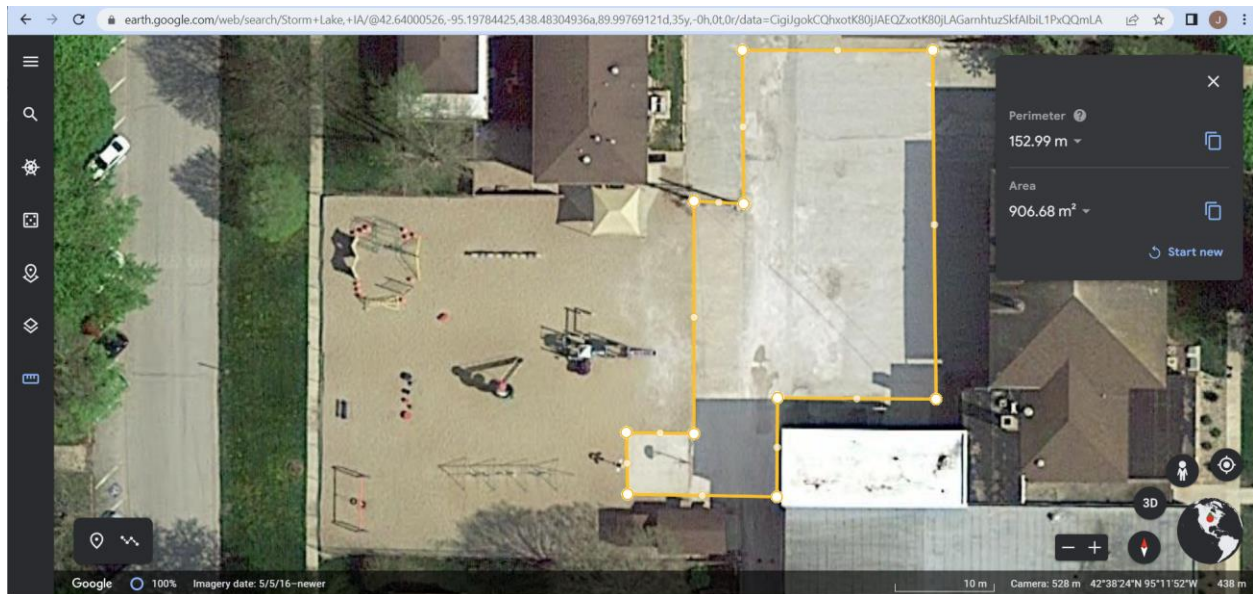 earth.google.com/web/search/Storm+Lake,+IA/@42.64000526,-95.19784425,438.48304936a,89.99769121d,35y,-0h,0t,0r/data=CigiJgokCQhxotK80jJAEQZxotK80jLAGarnhtuzSkfAIbiL1PxQQmLA
J
Perimeter ?
152.99 m
Area
906.68 m²
Start new
3D
Google 100% Imagery date: 5/5/16–newer 10 m Camera: 528 m 42°38'24"N 95°11'52"W 438 m